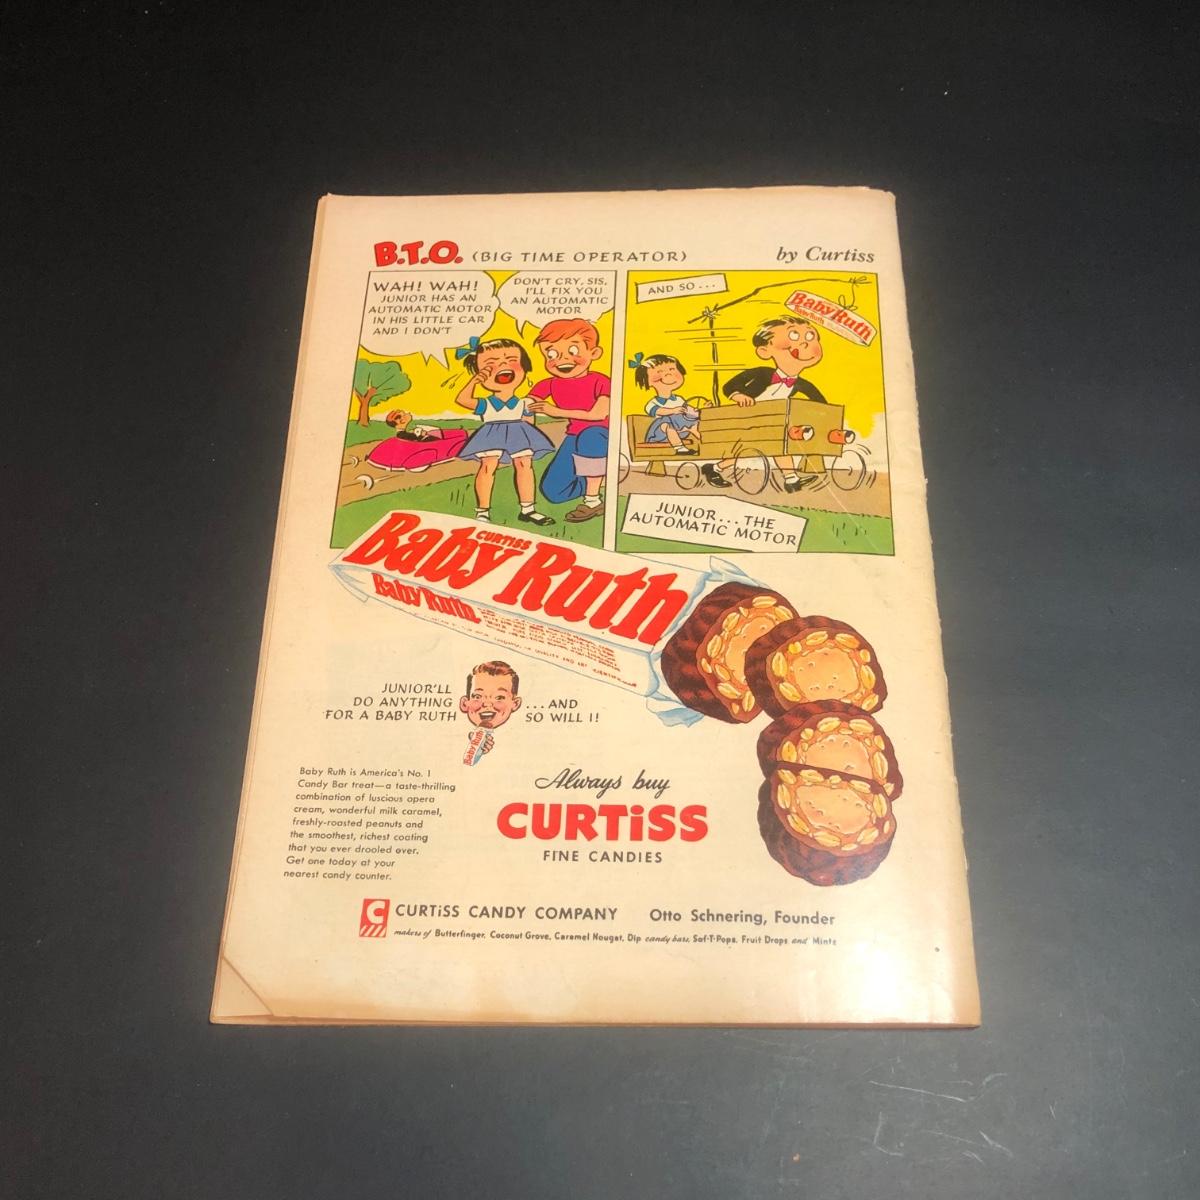 B.T.O. (BIG TIME OPERATOR) by Curtiss
WAH! WAH!
JUNIOR HAS AN
AUTOMATIC MOTOR
IN HIS LITTLE CAR
AND I DON'T
DON'T CRY, SIS,
I'LL FIX YOU
AN AUTOMATIC
MOTOR
AND SO...
Baby Ruth
JUNIOR... THE
AUTOMATIC MOTOR
CURTISS
Baby Ruth
Baby Ruth
JUNIOR'LL
DO ANYTHING
FOR A BABY RUTH
...AND
SO WILL I!
Baby Ruth
Baby Ruth is America's No. 1
Candy Bar treat—a taste-thrilling
combination of luscious opera
cream, wonderful milk caramel,
freshly-roasted peanuts and
the smoothest, richest coating
that you ever drooled over.
Get one today at your
nearest candy counter.
Always buy
CURTiSS
FINE CANDIES
C CURTiSS CANDY COMPANY Otto Schnering, Founder
makers of Butterfinger, Coconut Grove, Caramel Nougat, Dip candy bars, Saf-T-Pops, Fruit Drops and Mints